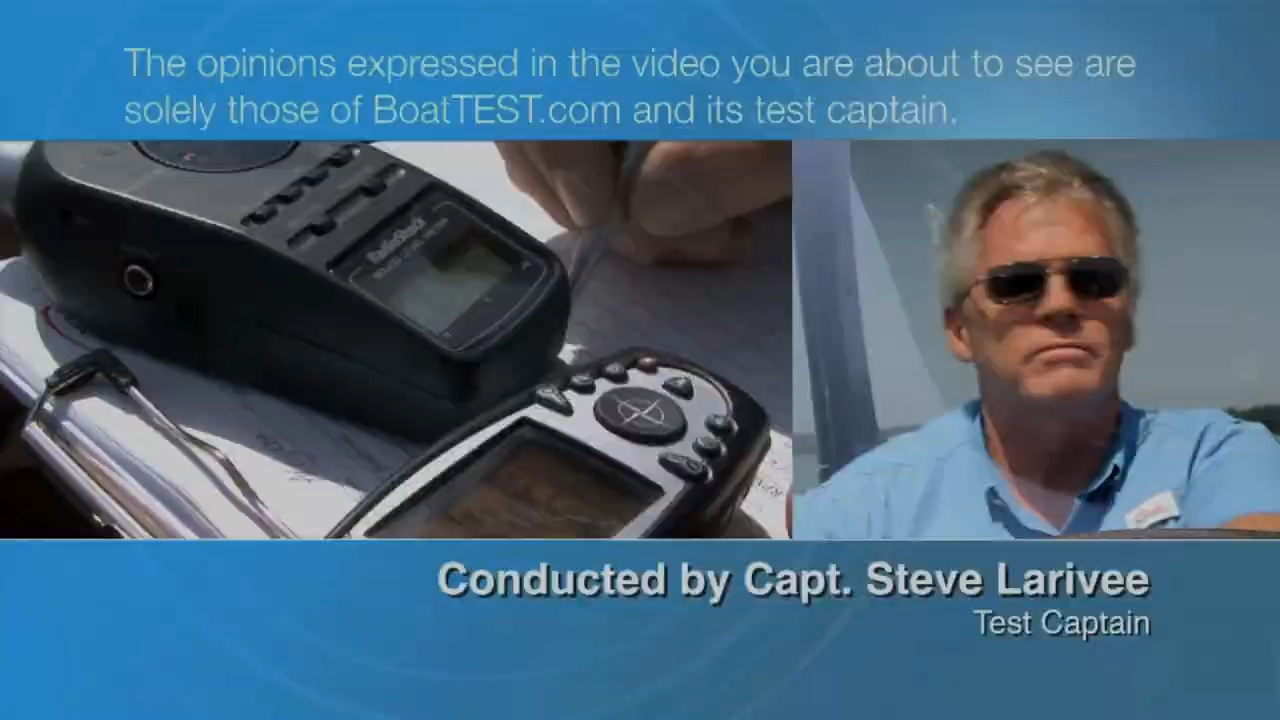 The opinions expressed in the video you are about to see are
solely those of BoatTEST.com and its test captain.
RadioShack
Conducted by Capt. Steve Larivee
Test Captain